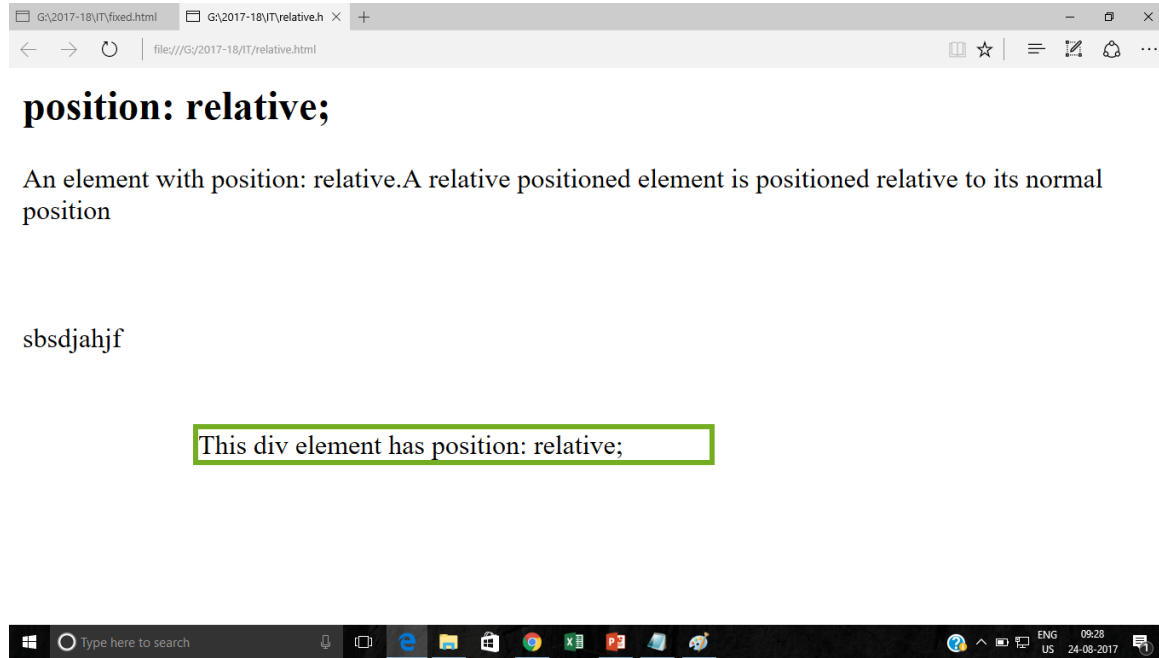 G:\2017-18\IT\fixed.html
G:\2017-18\IT\relative.h
file:///G:/2017-18/IT/relative.html
position: relative;
An element with position: relative.A relative positioned element is positioned relative to its normal
position
sbsdjahjf
This div element has position: relative;
Type here to search
ENG
US
09:28
24-08-2017